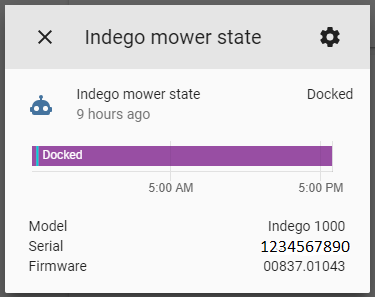 Indego mower state
Indego mower state Docked
9 hours ago
Docked
5:00 AM 5:00 PM
Model Indego 1000
Serial 1234567890
Firmware 00837.01043